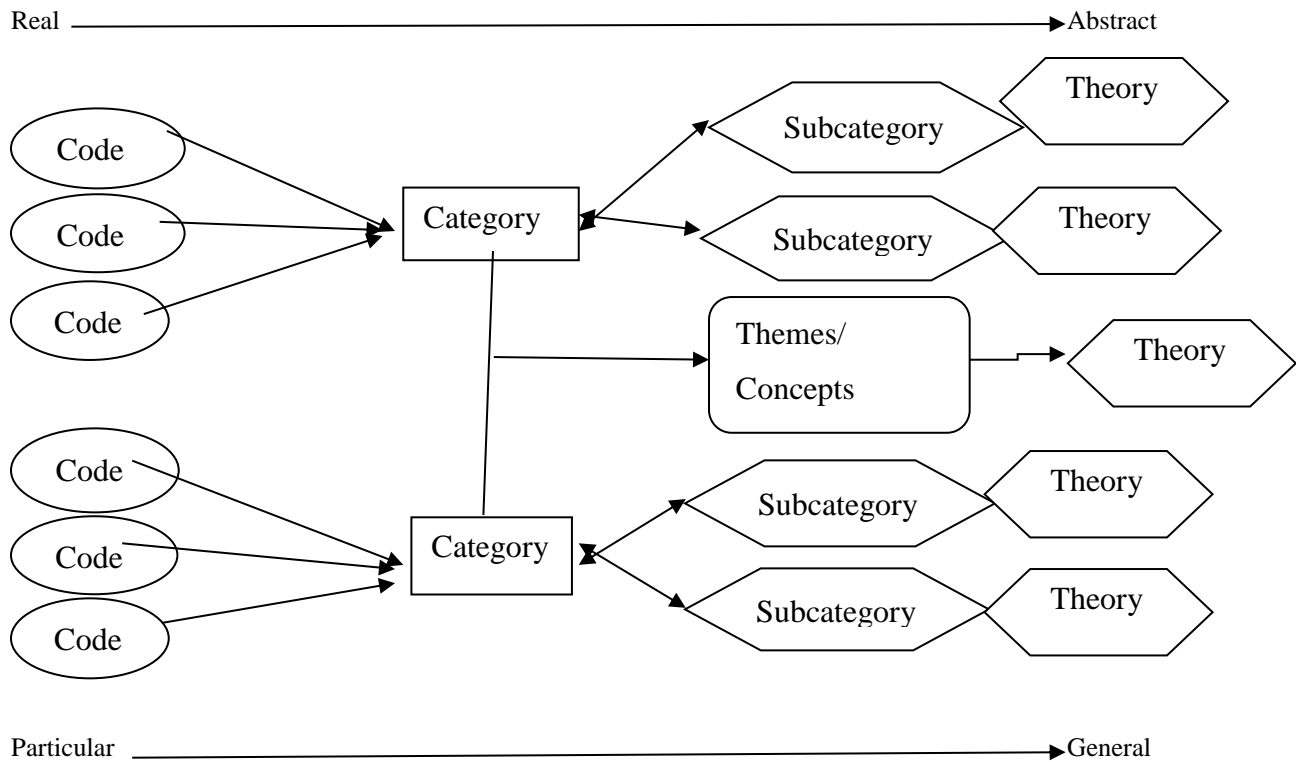 Real
Abstract
Theory
Subcategory
Code
Category
Theory
Subcategory
Code
Code
Themes/
Concepts
Theory
Code
Category
Subcategory
Theory
Code
Subcategory
Theory
Code
Particular
General